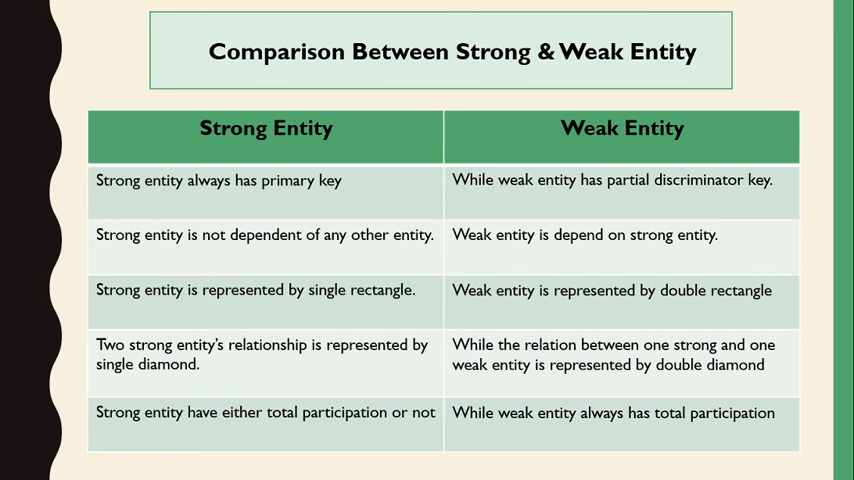 Comparison Between Strong & Weak Entity
Strong Entity
Weak Entity
Strong entity always has primary key
While weak entity has partial discriminator key.
Strong entity is not dependent of any other entity.
Weak entity is depend on strong entity.
Strong entity is represented by single rectangle.
Weak entity is represented by double rectangle
Two strong entity's relationship is represented by
single diamond.
While the relation between one strong and one
weak entity is represented by double diamond
Strong entity have either total participation or not
While weak entity always has total participation